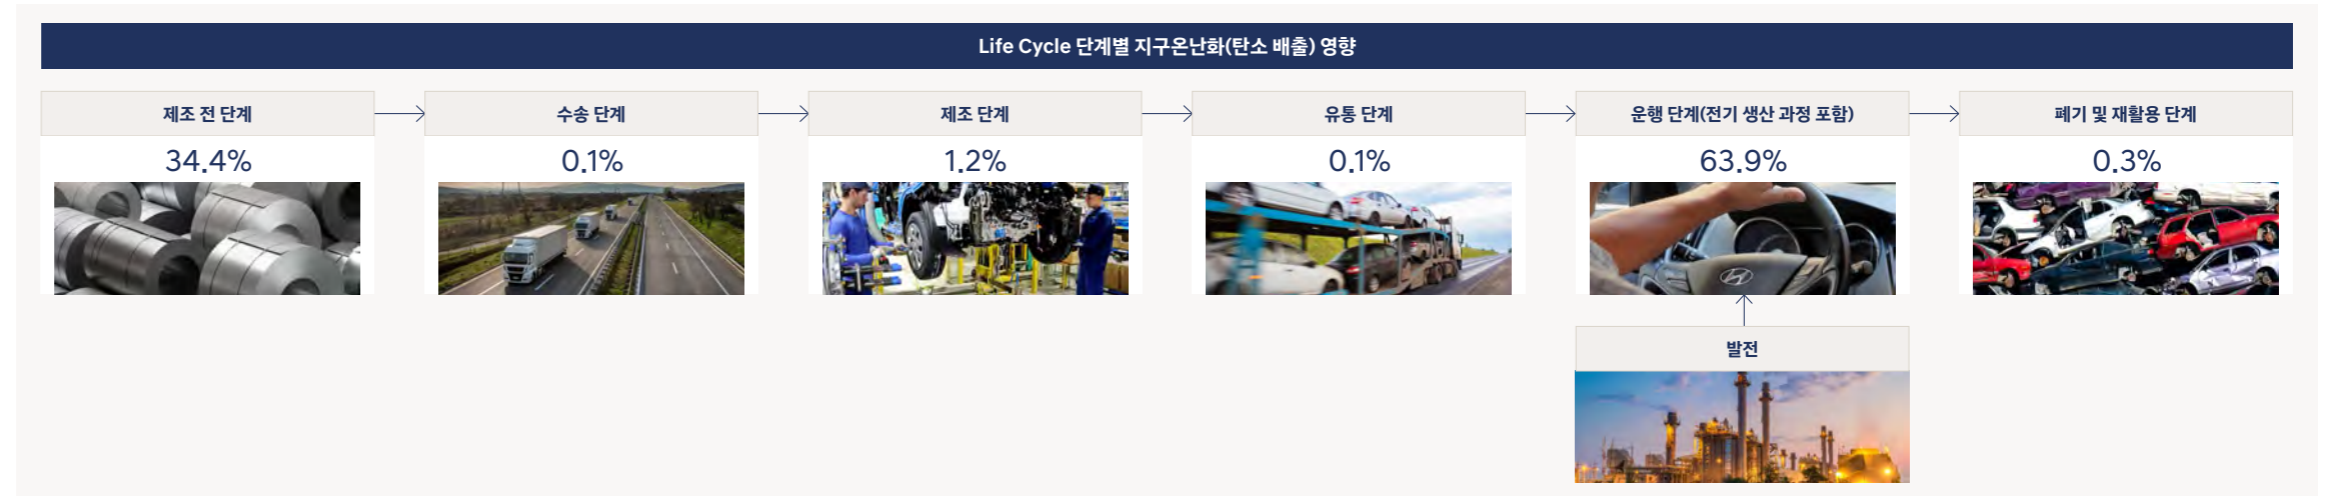 Life Cycle 단계별 지구온난화(탄소 배출) 영향
제조 전 단계
34.4%
수송 단계
0.1%
제조 단계
1.2%
유통 단계
0.1%
운행 단계(전기 생산 과정 포함)
63.9%
폐기 및 재활용 단계
0.3%
발전